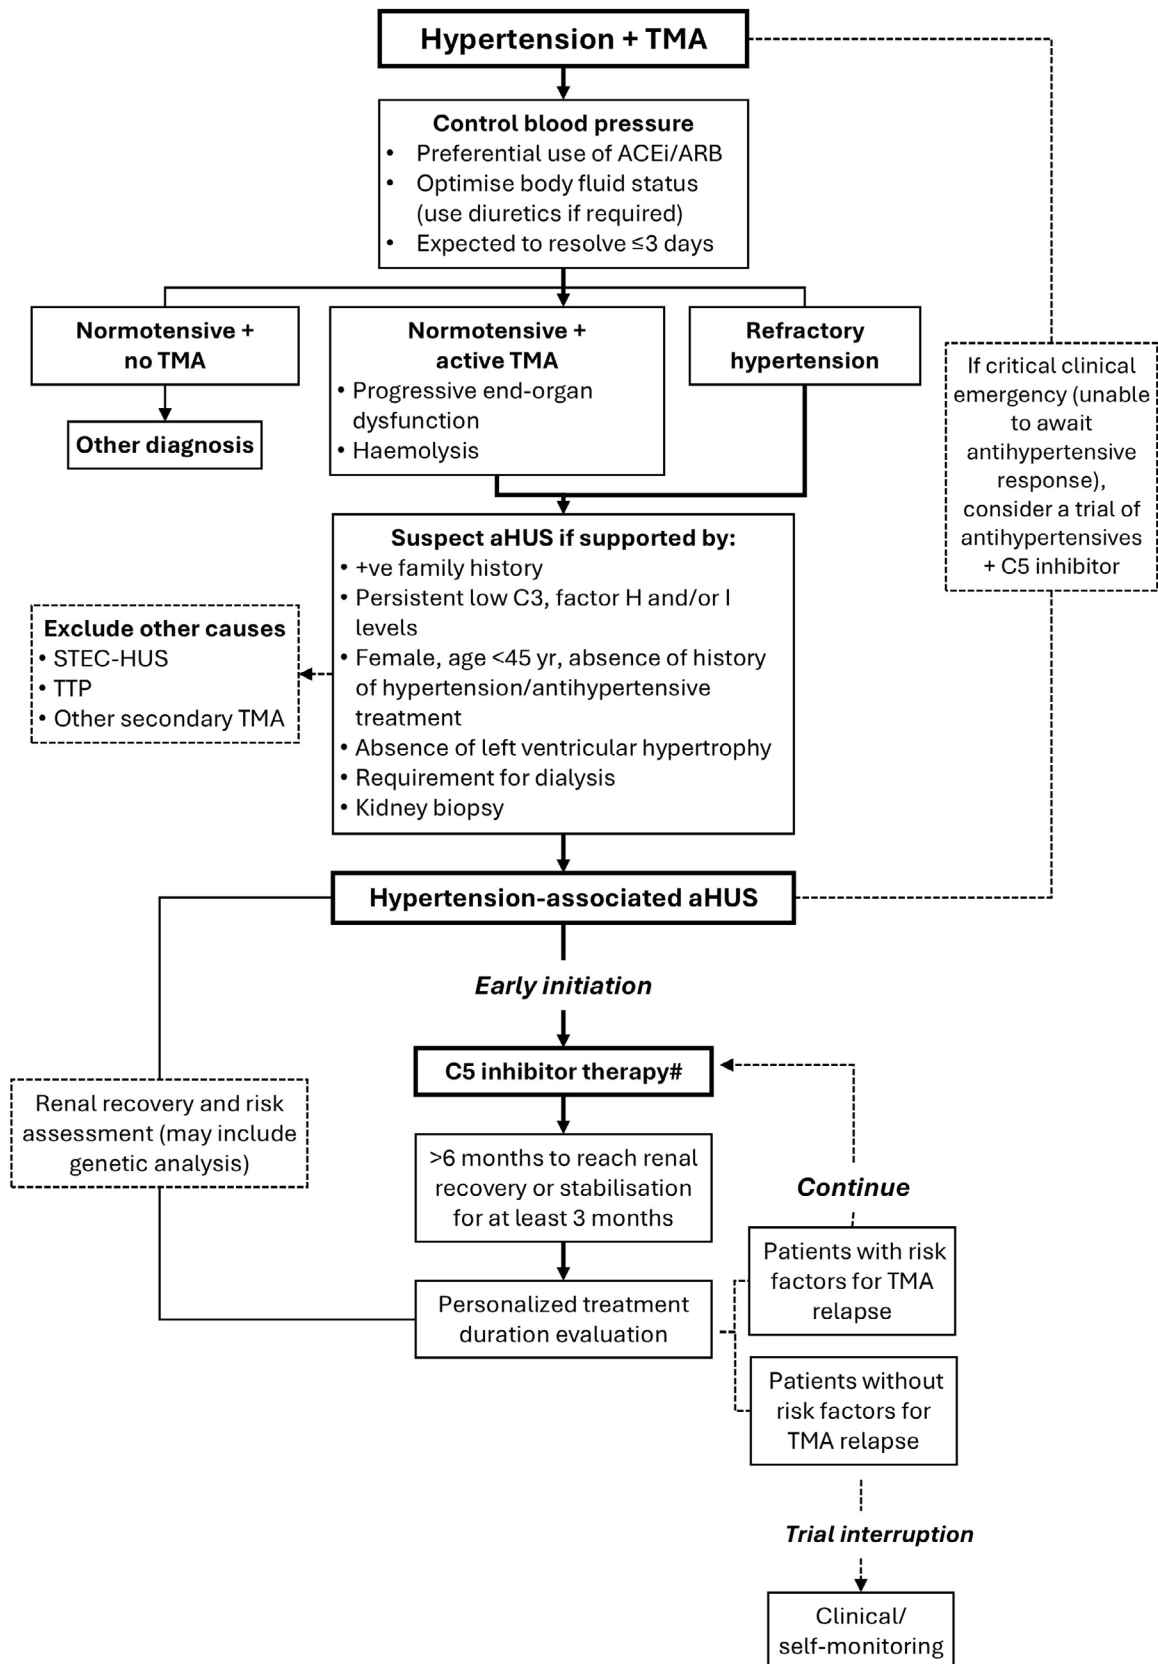 Hypertension + TMA
Control blood pressure
• Preferential use of ACEi/ARB
• Optimise body fluid status
(use diuretics if required)
• Expected to resolve ≤3 days
Normotensive +
no TMA
Other diagnosis
Normotensive +
active TMA
• Progressive end-organ
dysfunction
• Haemolysis
Refractory
hypertension
If critical clinical
emergency (unable
to await
antihypertensive
response),
consider a trial of
antihypertensives
+ C5 inhibitor
Suspect aHUS if supported by:
• +ve family history
• Persistent low C3, factor H and/or I
levels
• Female, age <45 yr, absence of history
of hypertension/antihypertensive
treatment
• Absence of left ventricular hypertrophy
• Requirement for dialysis
• Kidney biopsy
Exclude other causes
• STEC-HUS
• TTP
• Other secondary TMA
Hypertension-associated aHUS
Early initiation
C5 inhibitor therapy#
Renal recovery and risk
assessment (may include
genetic analysis)
>6 months to reach renal
recovery or stabilisation
for at least 3 months
Personalized treatment
duration evaluation
Continue
Patients with risk
factors for TMA
relapse
Patients without
risk factors for
TMA relapse
Trial interruption
Clinical/
self-monitoring